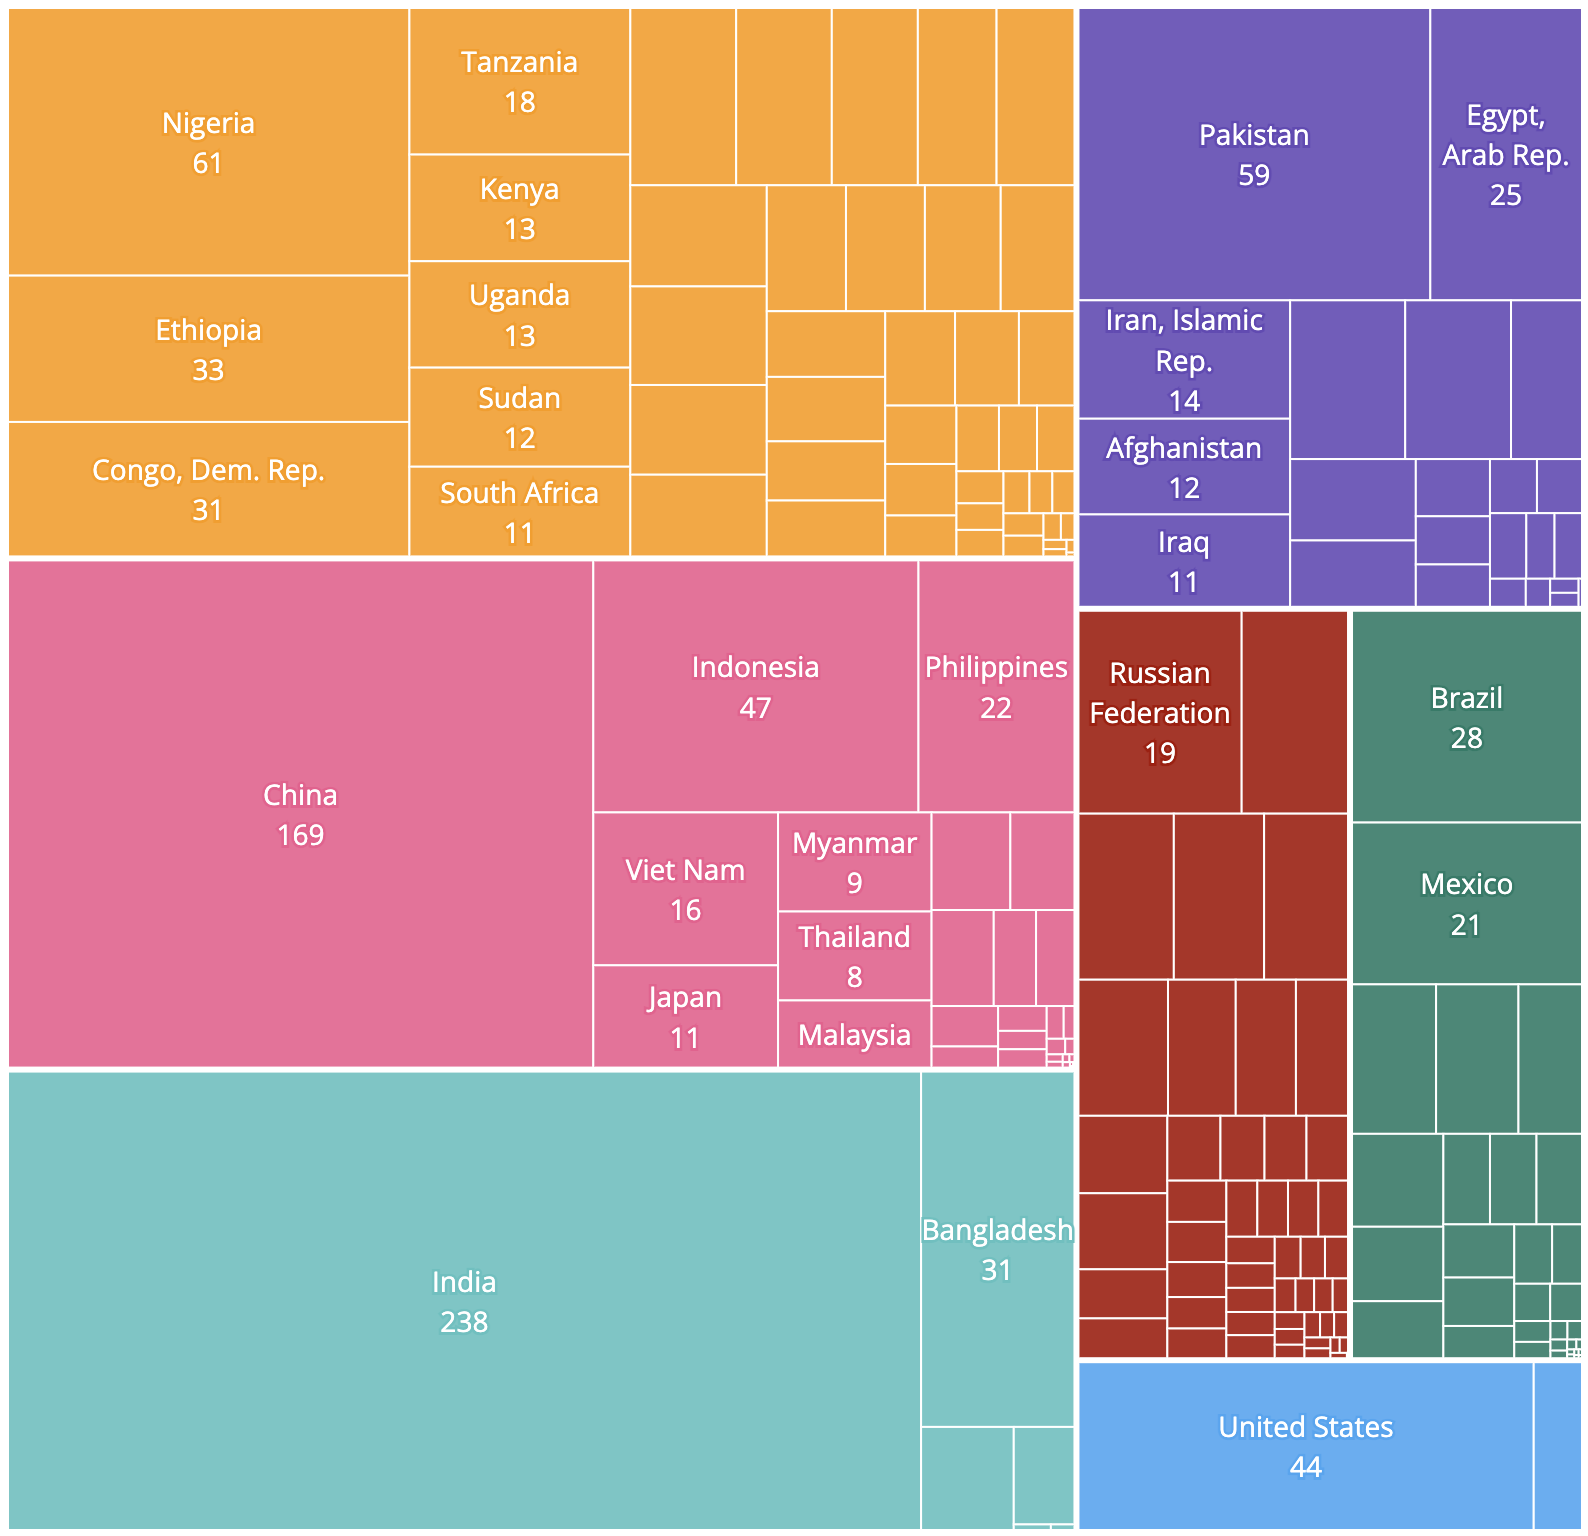 Nigeria
61
Ethiopia
33
Congo, Dem. Rep.
31
Tanzania
18
Kenya
13
Uganda
13
Sudan
12
South Africa
11
Pakistan
59
Egypt,
Arab Rep.
25
Iran, Islamic
Rep.
14
Afghanistan
12
Iraq
11
China
169
Indonesia
47
Philippines
22
Viet Nam
16
Japan
11
Myanmar
9
Thailand
8
Malaysia
Russian
Federation
19
Brazil
28
Mexico
21
India
238
Bangladesh
31
United States
44